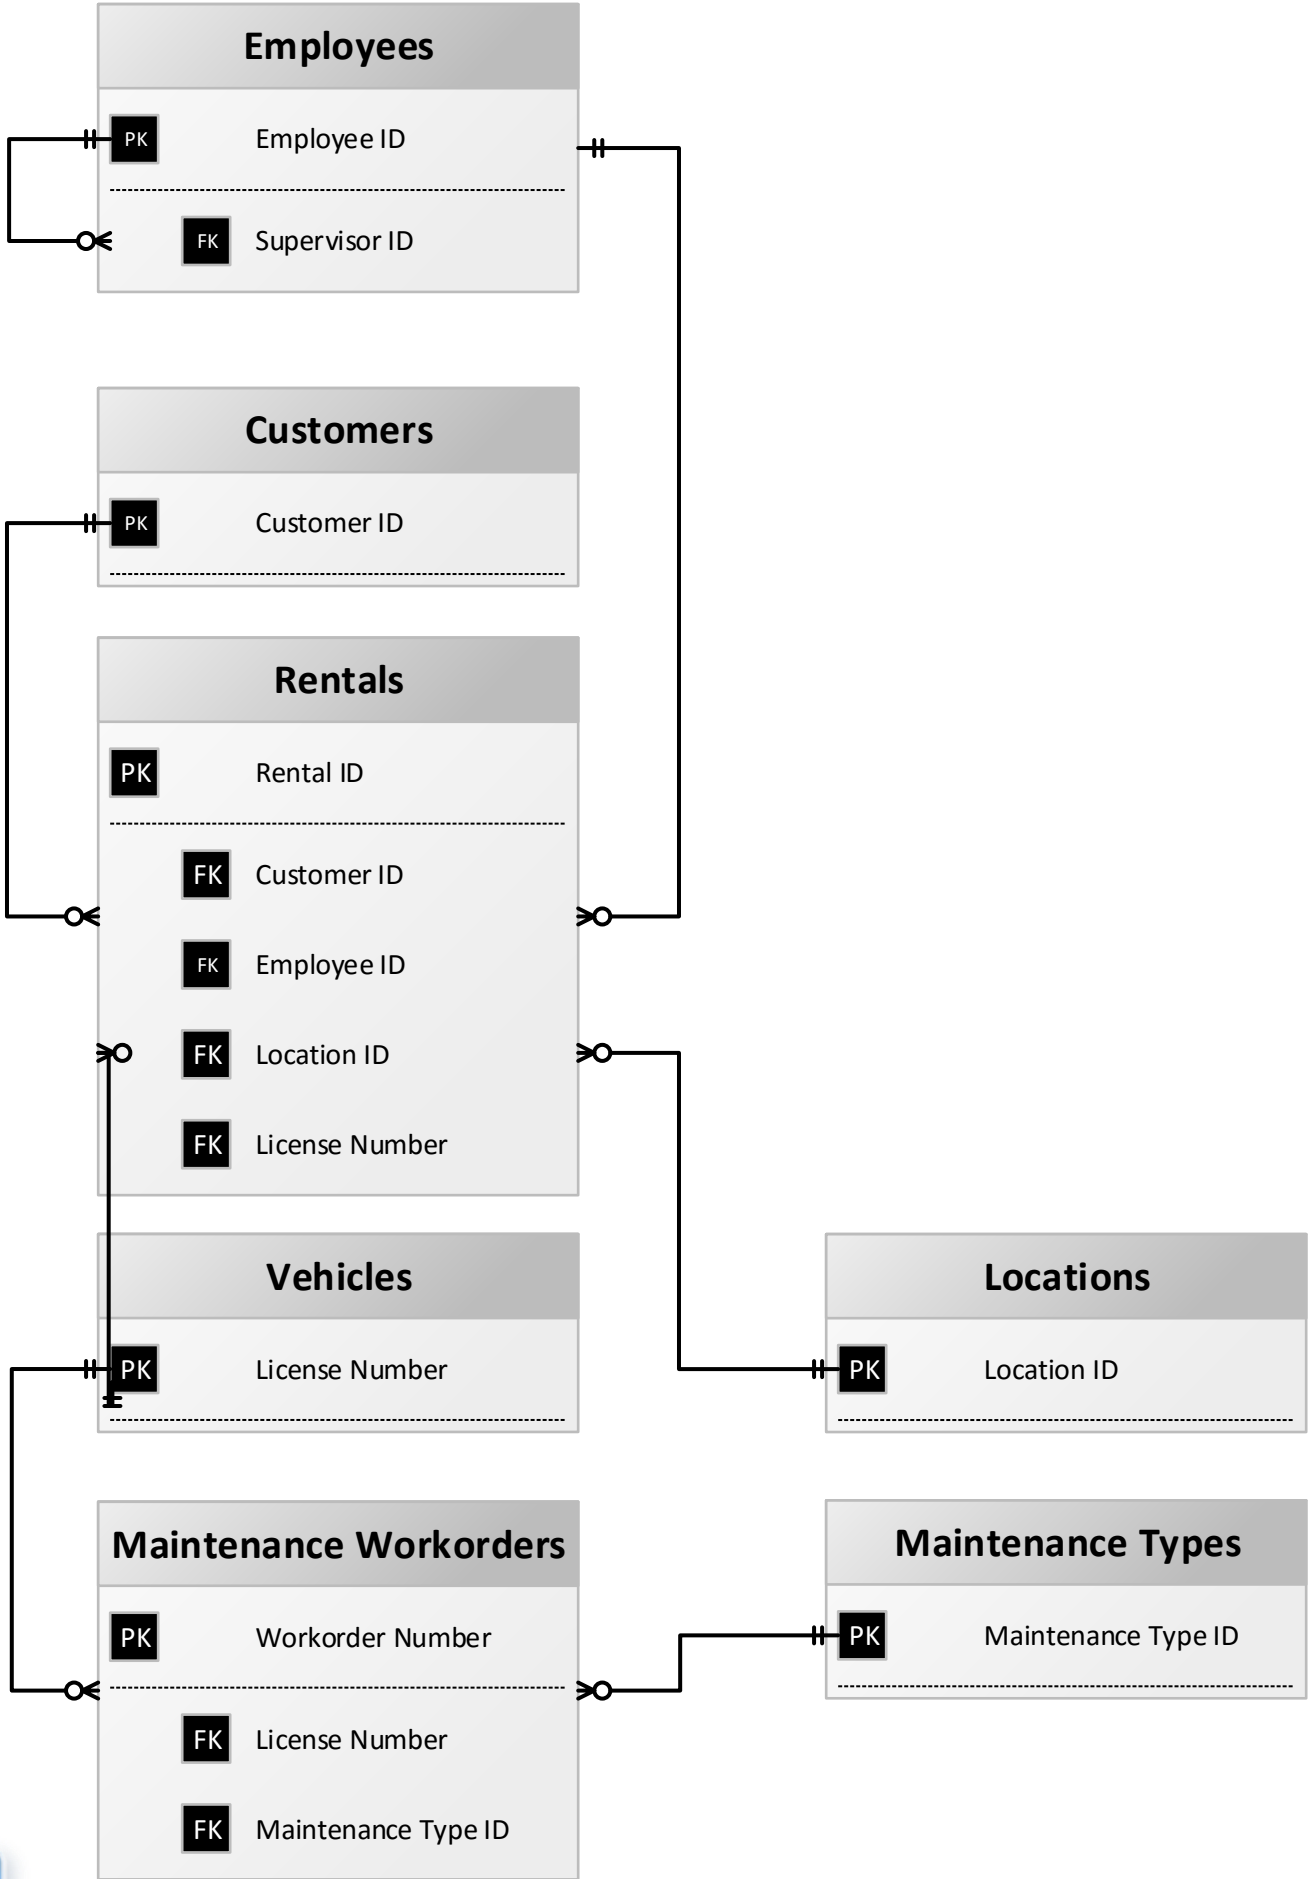 Employees
PK Employee ID
FK Supervisor ID
Customers
PK Customer ID
Rentals
PK Rental ID
FK Customer ID
FK Employee ID
FK Location ID
FK License Number
Vehicles
PK License Number
Locations
PK Location ID
Maintenance Workorders
PK Workorder Number
FK License Number
FK Maintenance Type ID
Maintenance Types
PK Maintenance Type ID